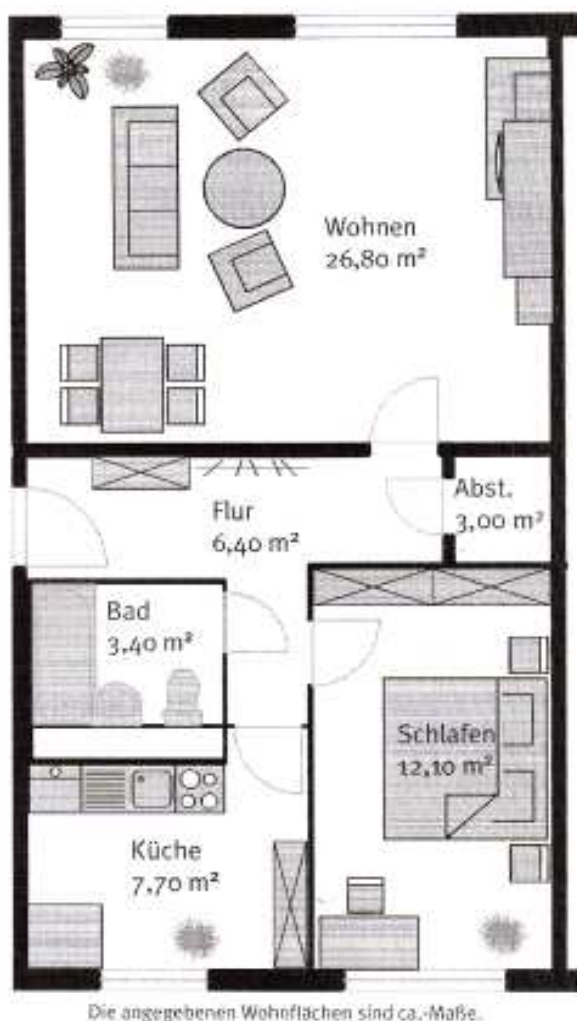 Wohnen
26,80 m²
Abst.
3,00 m²
Flur
6,40 m²
Bad
3,40 m²
Schlafen
12,10 m²
Küche
7,70 m²
Die angegebenen Wohnflächen sind ca.-Maße.